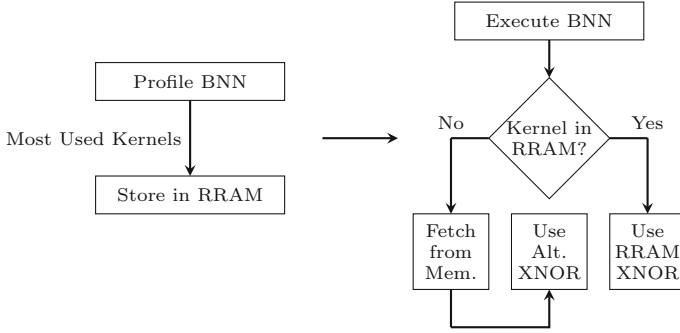 Profile BNN
Most Used Kernels
Store in RRAM
Execute BNN
Kernel in
RRAM?
No
Yes
Fetch
from
Mem.
Use
Alt.
XNOR
Use
RRAM
XNOR